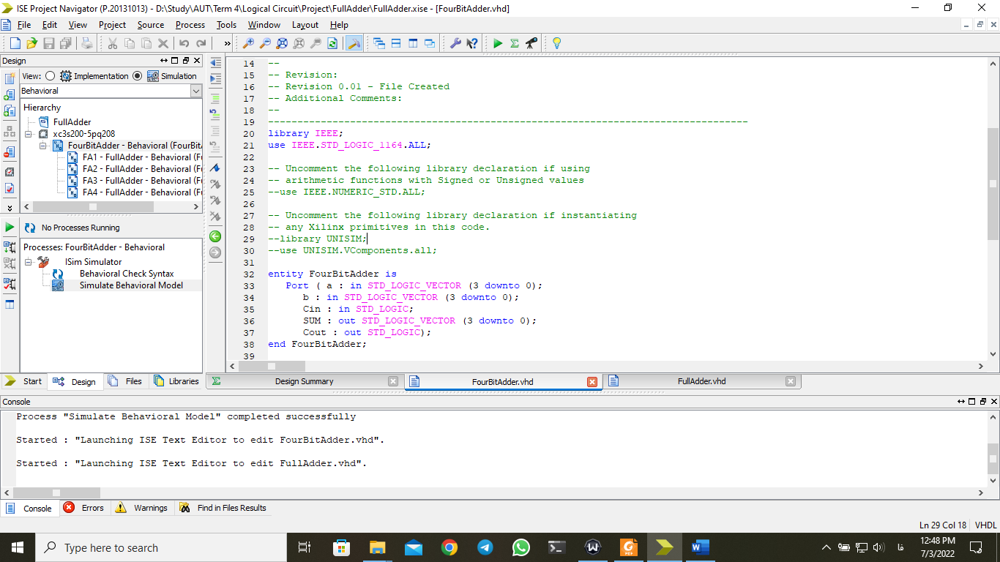 ISE Project Navigator (P.20131013) - D:\Study\AUT\Term 4\Logical Circuit\Project\FullAdder\FullAdder.xise - [FourBitAdder.vhd]
File Edit View Project Source Process Tools Window Layout Help
Design
View: Implementation Simulation
Behavioral
Hierarchy
FullAdder
xc3s200-5pq208
FourBitAdder - Behavioral (FourBitA
FA1 - FullAdder - Behavioral (F
FA2 - FullAdder - Behavioral (F
FA3 - FullAdder - Behavioral (F
FA4 - FullAdder - Behavioral (F
No Processes Running
Processes: FourBitAdder - Behavioral
ISim Simulator
Behavioral Check Syntax
Simulate Behavioral Model
Start Design Files Libraries
14 --
15 -- Revision:
16 -- Revision 0.01 - File Created
17 -- Additional Comments:
18 --
19 ----------------------------------------------------------------------------------
20 library IEEE;
21 use IEEE.STD_LOGIC_1164.ALL;
22
23 -- Uncomment the following library declaration if using
24 -- arithmetic functions with Signed or Unsigned values
25 --use IEEE.NUMERIC_STD.ALL;
26
27 -- Uncomment the following library declaration if instantiating
28 -- any Xilinx primitives in this code.
29 --library UNISIM;
30 --use UNISIM.VComponents.all;
31
32 entity FourBitAdder is
33 Port ( a : in STD_LOGIC_VECTOR (3 downto 0);
34 b : in STD_LOGIC_VECTOR (3 downto 0);
35 Cin : in STD_LOGIC;
36 SUM : out STD_LOGIC_VECTOR (3 downto 0);
37 Cout : out STD_LOGIC);
38 end FourBitAdder;
39
Design Summary FourBitAdder.vhd FullAdder.vhd
Console
Process "Simulate Behavioral Model" completed successfully
Started : "Launching ISE Text Editor to edit FourBitAdder.vhd".
Started : "Launching ISE Text Editor to edit FullAdder.vhd".
Console Errors Warnings Find in Files Results
Ln 29 Col 18 VHDL
Type here to search
فا
12:48 PM
7/3/2022